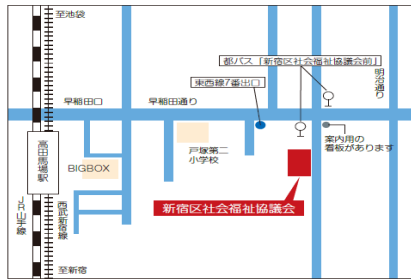 至池袋
都バス「新宿区社会福祉協議会前」
明治通り
東西線7番出口
早稲田口
早稲田通り
高田馬場駅
BIGBOX
戸塚第二
小学校
案内用の
看板があります
新宿区社会福祉協議会
JR山手線
西武新宿線
至新宿